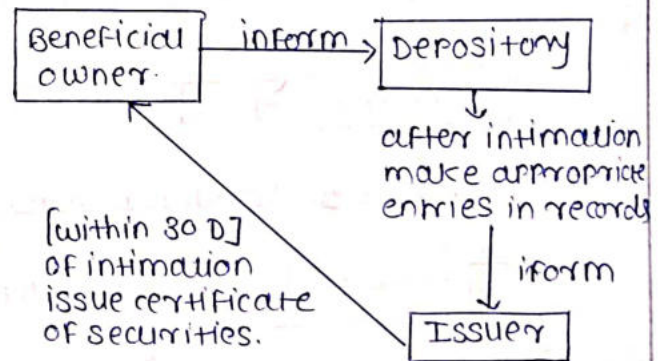 Beneficial
owner.
inform
Depository
after intimation
make appropricte
entries in records
[within 30 D]
of intimation
issue certificate
of securities.
iform
Issuer